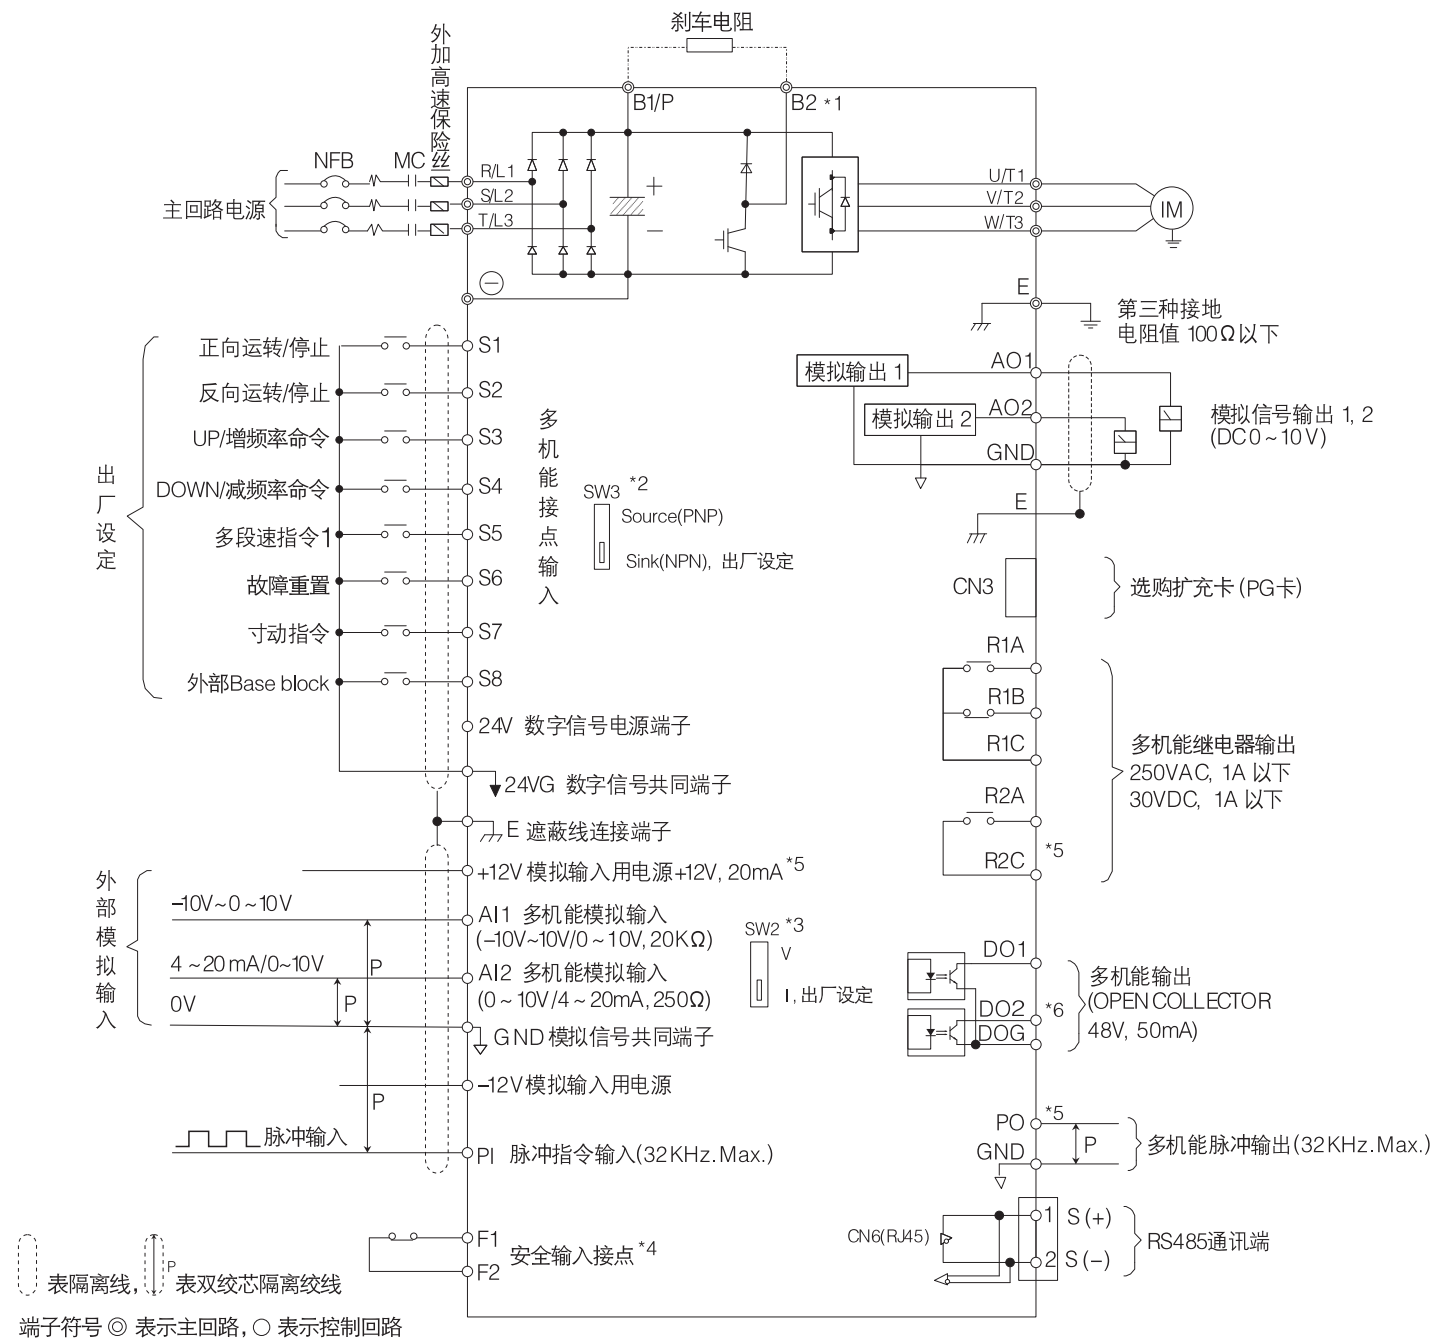 刹车电阻
外加高速保险丝
B1/P
B2 *1
NFB
MC
主回路电源
R/L1
S/L2
T/L3
+
−
U/T1
V/T2
W/T3
IM
E
第三种接地
电阻值 100Ω以下
出厂设定
正向运转/停止
S1
反向运转/停止
S2
UP/增频率命令
S3
DOWN/减频率命令
S4
多段速指令1
S5
故障重置
S6
寸动指令
S7
外部Base block
S8
多机能接点输入
SW3 *2
Source(PNP)
Sink(NPN), 出厂设定
24V 数字信号电源端子
24VG 数字信号共同端子
E 遮蔽线连接端子
模拟输出 1
AO1
模拟输出 2
AO2
GND
模拟信号输出 1, 2
(DC0~10V)
E
CN3
选购扩充卡 (PG卡)
R1A
R1B
R1C
R2A
R2C
*5
多机能继电器输出
250VAC, 1A 以下
30VDC, 1A 以下
外部模拟输入
+12V 模拟输入用电源+12V, 20mA *5
−10V~0~10V
AI1 多机能模拟输入
(−10V~10V/0~10V, 20KΩ)
4~20mA/0~10V
P
AI2 多机能模拟输入
(0~10V/4~20mA, 250Ω)
0V
P
GND 模拟信号共同端子
SW2 *3
V
I, 出厂设定
−12V 模拟输入用电源
P
脉冲输入
PI 脉冲指令输入(32KHz.Max.)
DO1
DO2
DOG
*6
多机能输出
(OPEN COLLECTOR
48V, 50mA)
PO *5
GND
P
多机能脉冲输出(32KHz.Max.)
CN6(RJ45)
1
S (+)
2
S (−)
RS485通讯端
F1
F2
安全输入接点 *4
表隔离线,
P
表双绞芯隔离绞线
端子符号 ◎ 表示主回路, ○ 表示控制回路